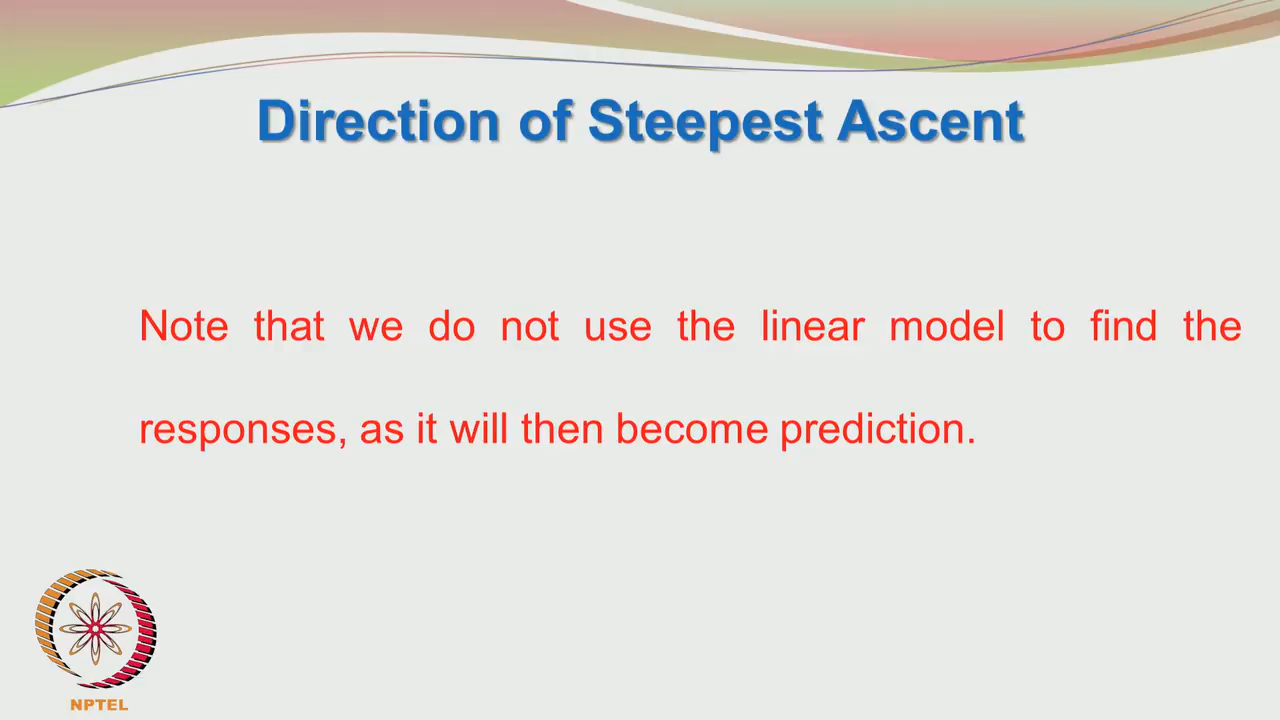 Direction of Steepest Ascent
Note that we do not use the linear model to find the
responses, as it will then become prediction.
NPTEL